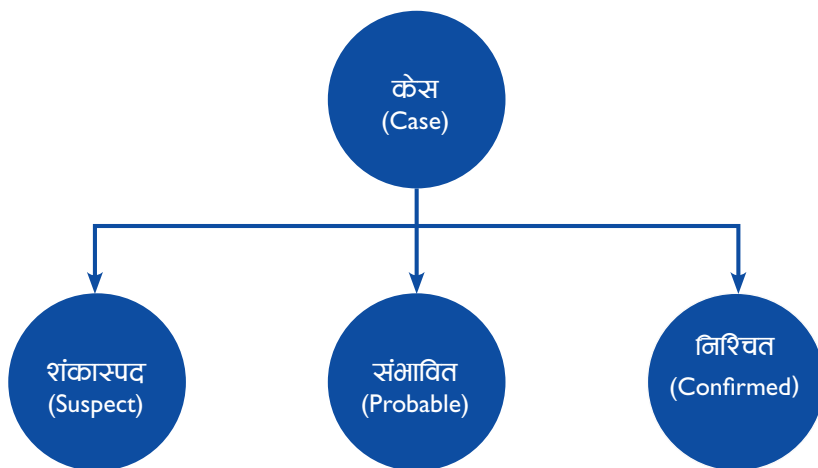 केस
(Case)
शंकास्पद
(Suspect)
संभावित
(Probable)
निश्चित
(Confirmed)